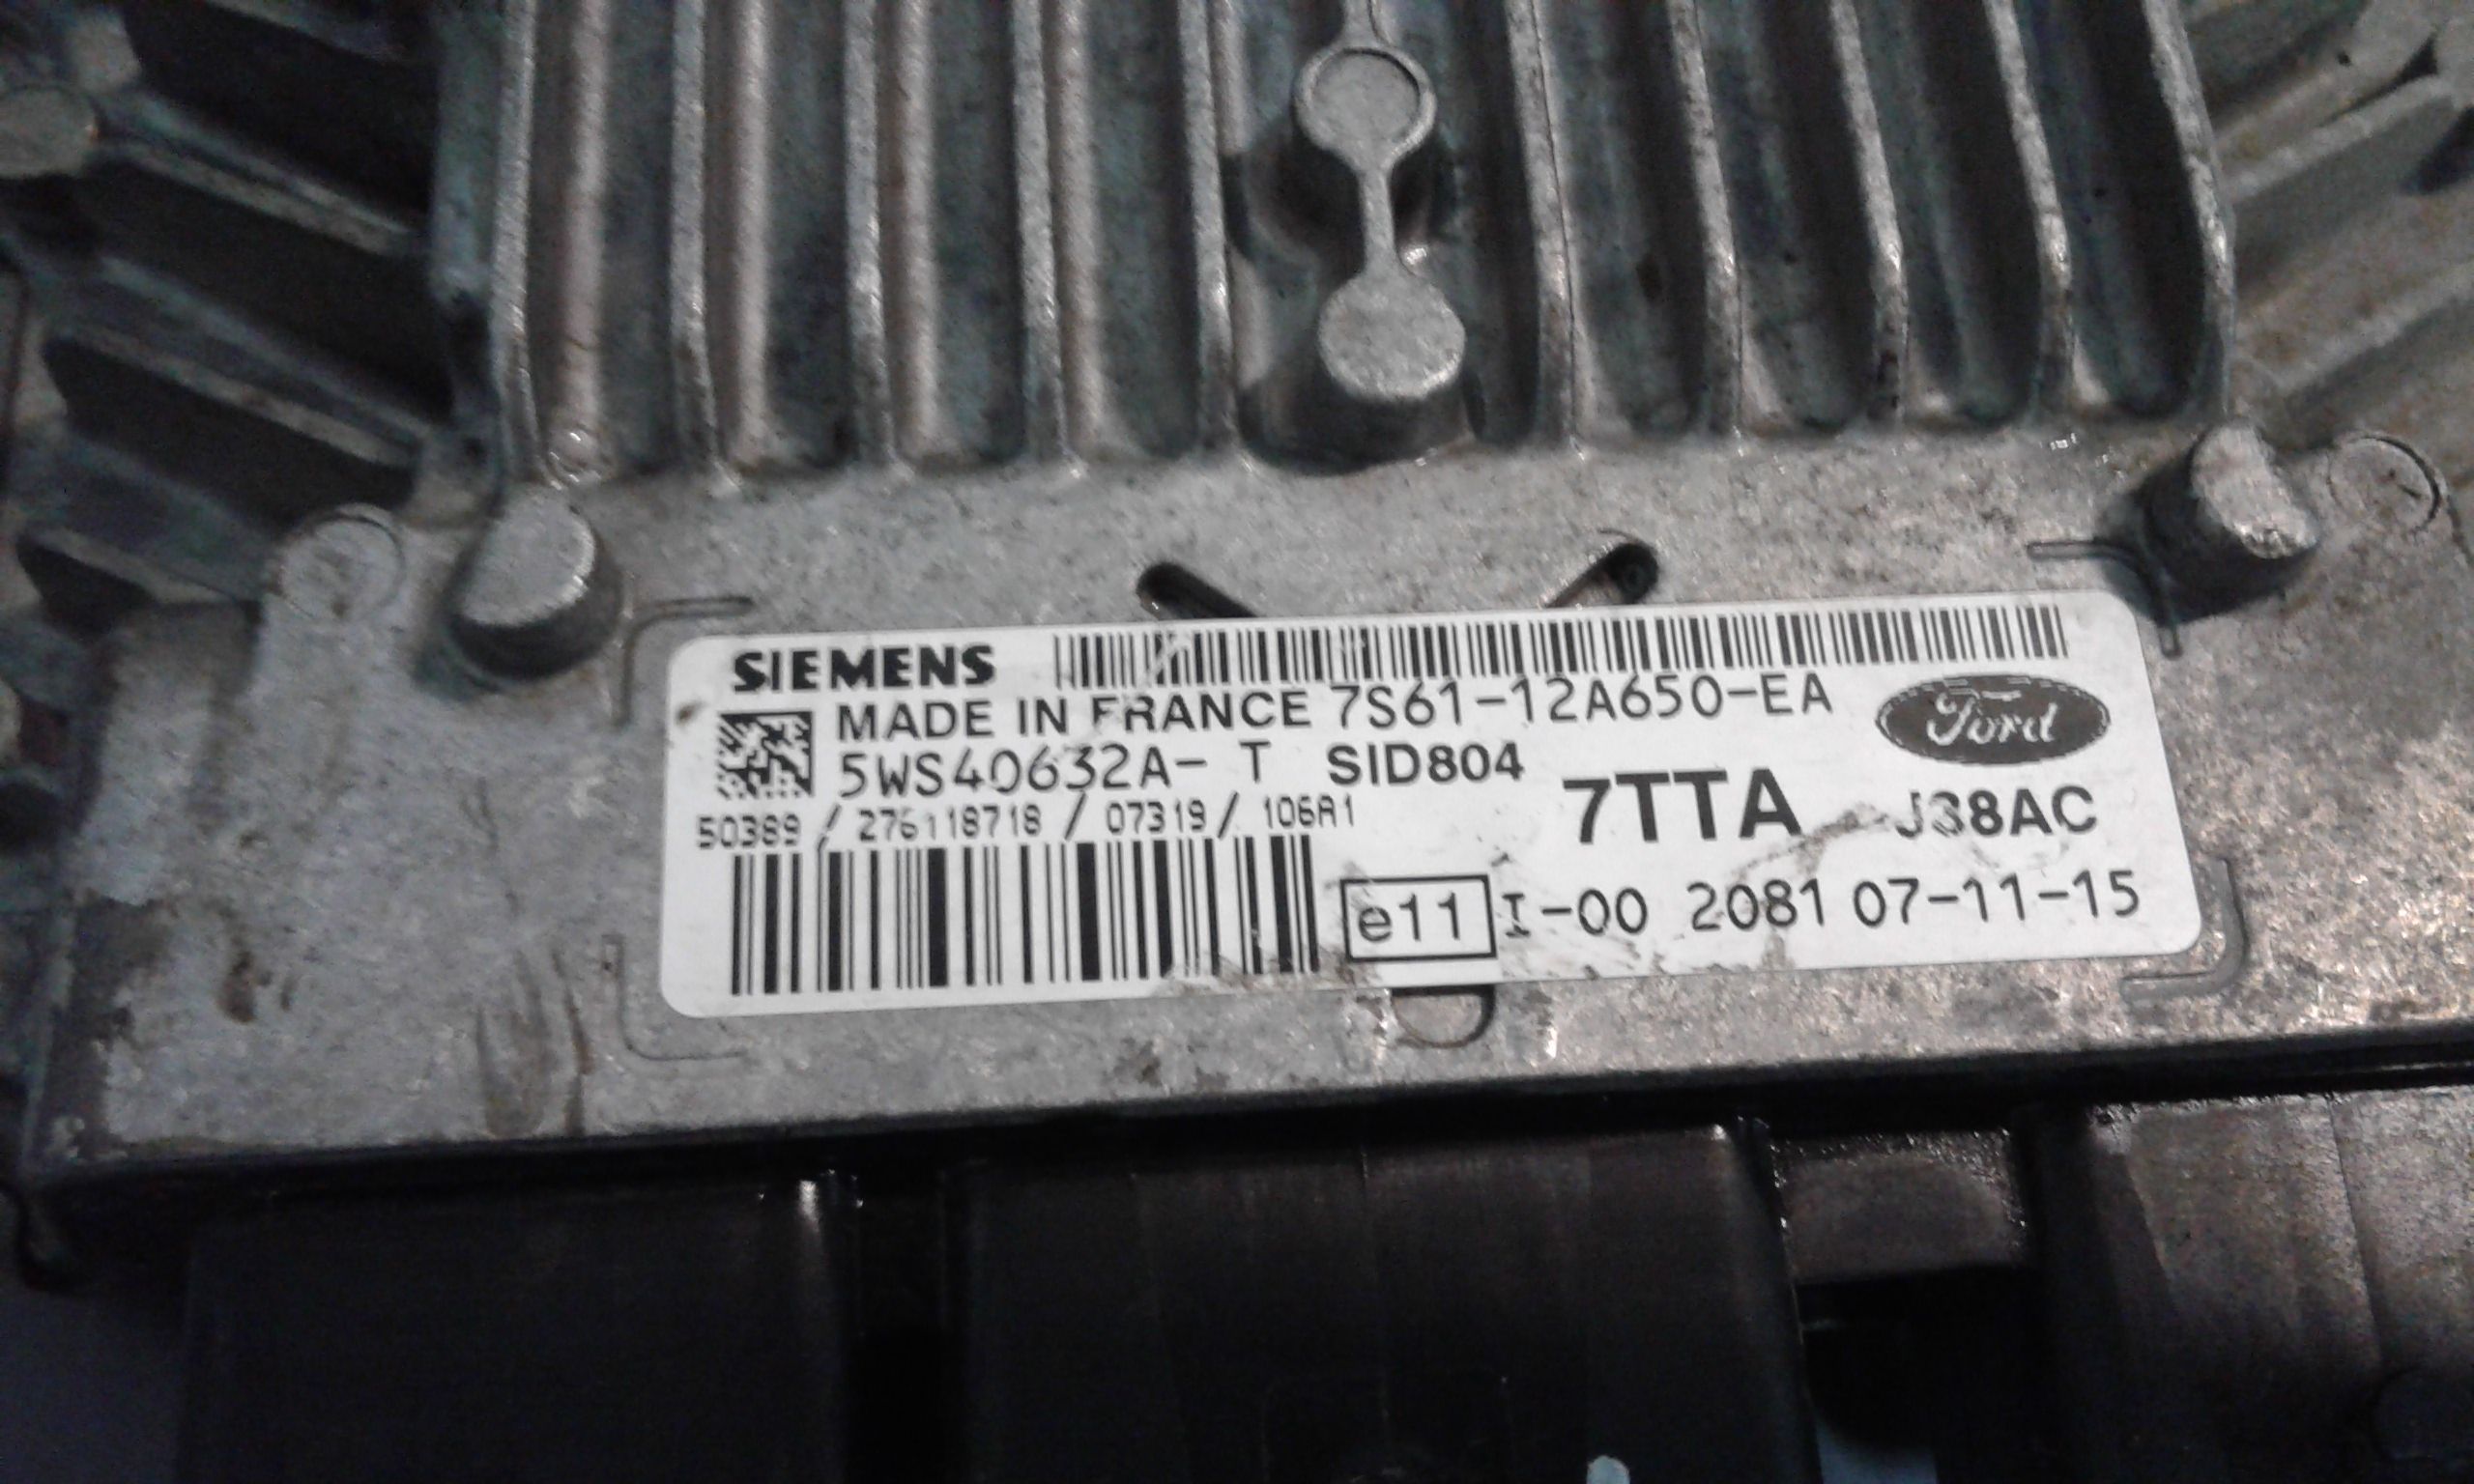 SIEMENS
MADE IN FRANCE 7S61-12A650-EA
Ford
5WS40632A- T SID804
7TTA J38AC
50389 / 276118718 / 07319 / 106A1
e11 I-00 2081 07-11-15